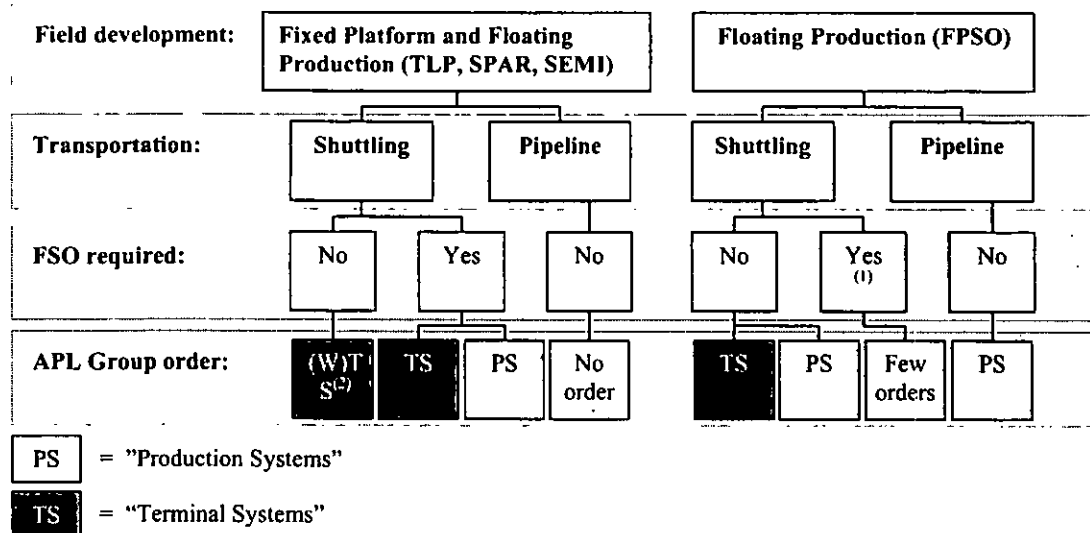 Field development:
Fixed Platform and Floating
Production (TLP, SPAR, SEMI)
Floating Production (FPSO)
Transportation:
Shuttling
Pipeline
Shuttling
Pipeline
FSO required:
No
Yes
No
No
Yes
(1)
No
APL Group order:
(W)T
S(2)
TS
PS
No
order
TS
PS
Few
orders
PS
PS = "Production Systems"
TS = "Terminal Systems"